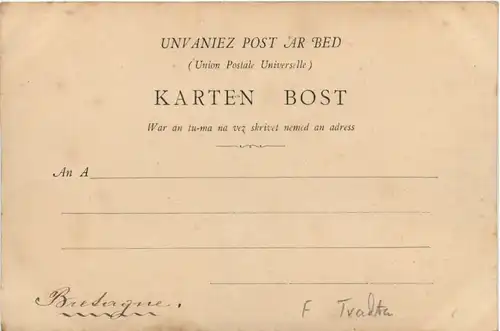 UNVANIEZ POST AR BED
(Union Postale Universelle)
KARTEN BOST
War an tu-ma na vez skrivet nemed an adress
An A
Bretagne.
F Tradta